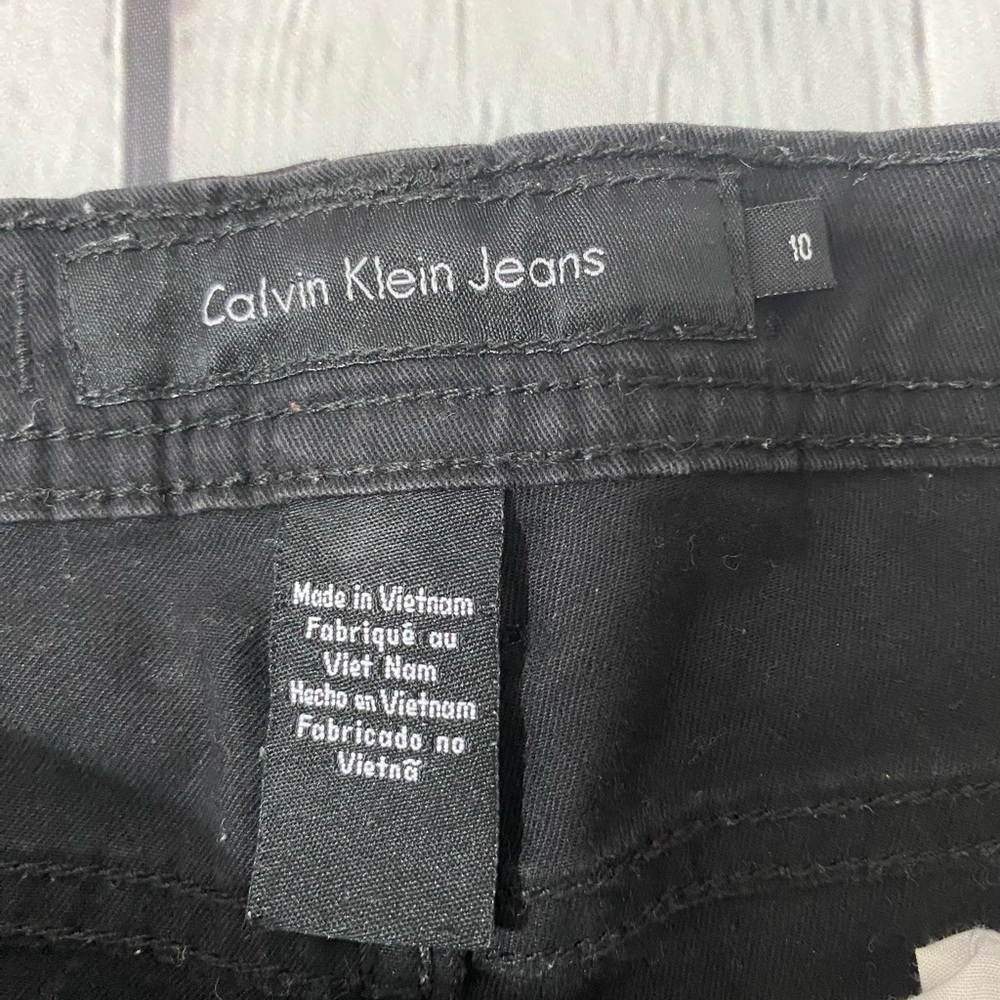 Calvin Klein Jeans
10
Made in Vietnam
Fabriqué au
Viet Nam
Hecho en Vietnam
Fabricado no
Vietnã